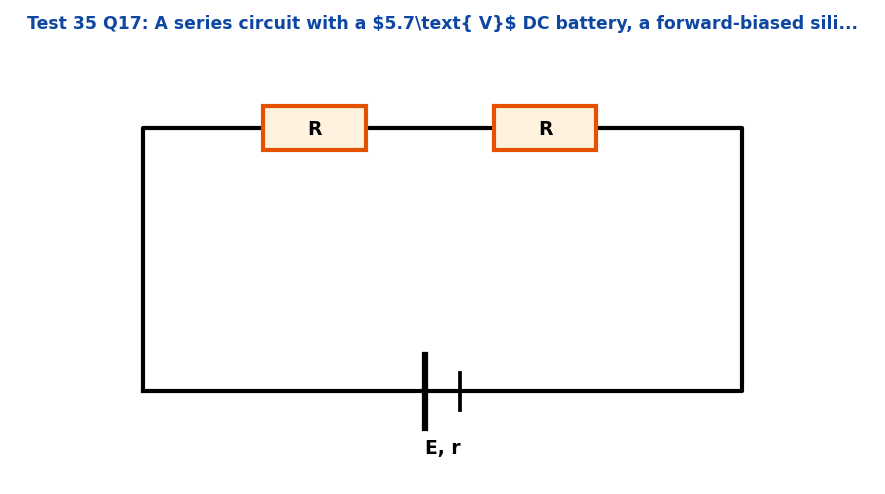 Test 35 Q17: A series circuit with a $5.7\text{ V}$ DC battery, a forward-biased sili...
R R
E, r